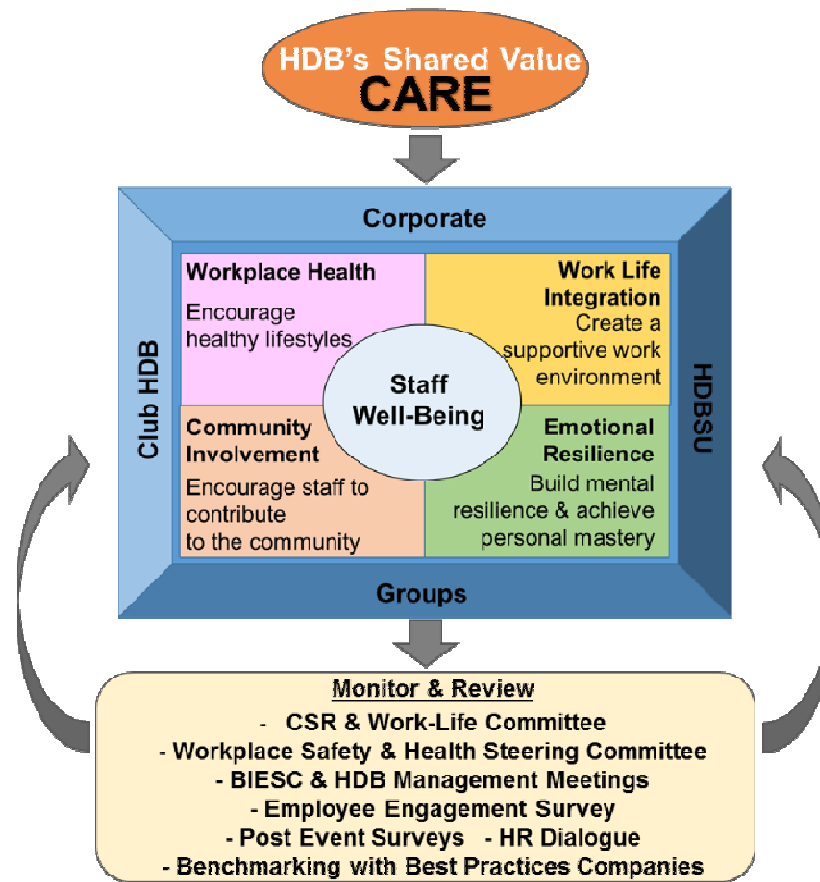 HDB's Shared Value
CARE
Corporate
Club HDB
Workplace Health
Encourage
healthy lifestyles
Work Life
Integration
Create a
supportive work
environment
Staff
Well-Being
Community
Involvement
Encourage staff to
contribute
to the community
Emotional
Resilience
Build mental
resilience & achieve
personal mastery
HDBSU
Groups
Monitor & Review
- CSR & Work-Life Committee
- Workplace Safety & Health Steering Committee
- BIESC & HDB Management Meetings
- Employee Engagement Survey
- Post Event Surveys - HR Dialogue
- Benchmarking with Best Practices Companies